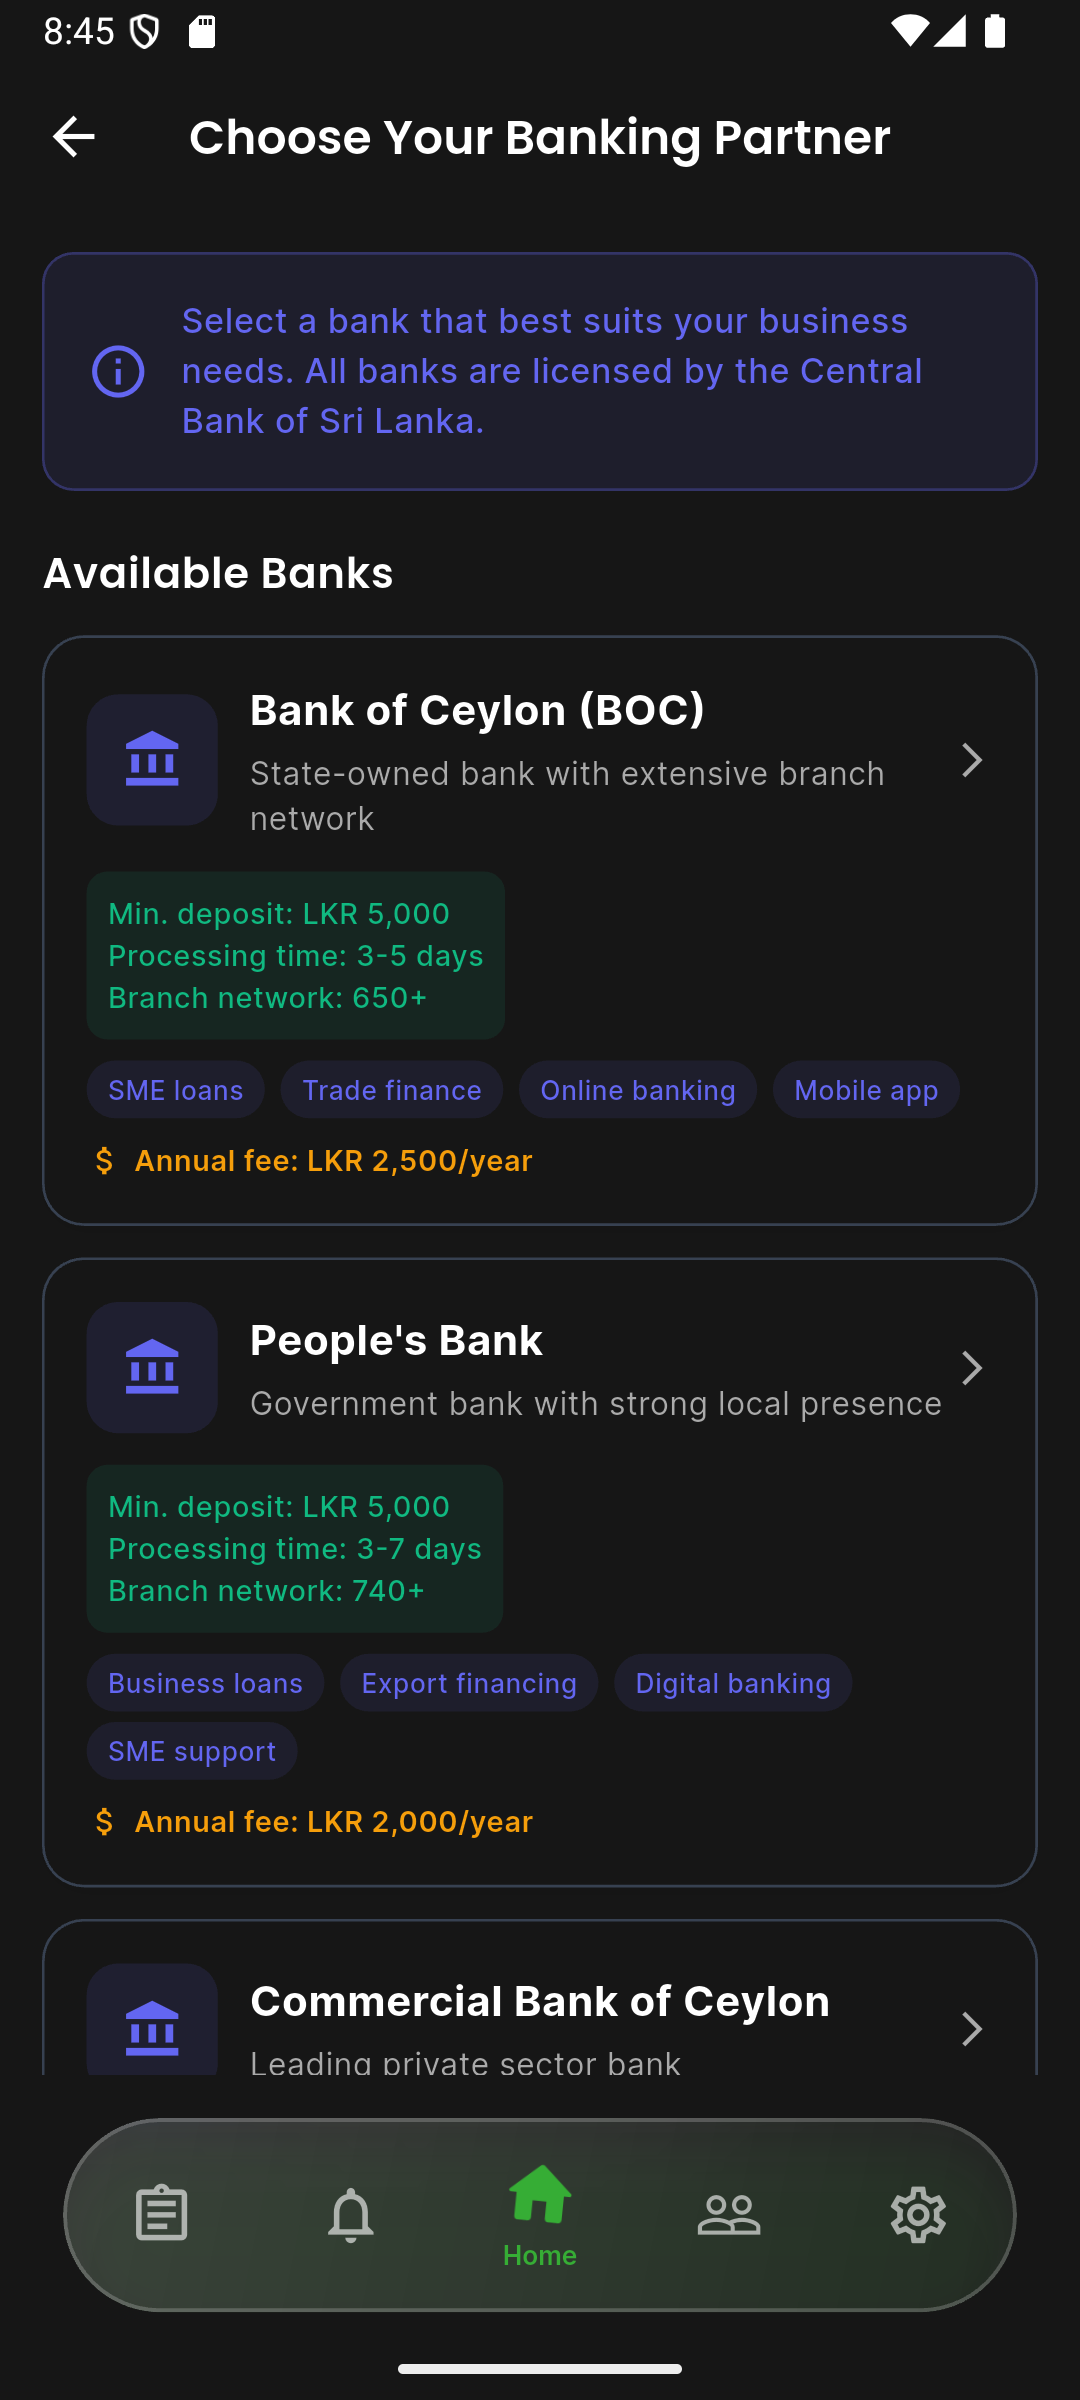 8:45
Choose Your Banking Partner
Select a bank that best suits your business
needs. All banks are licensed by the Central
Bank of Sri Lanka.
Available Banks
Bank of Ceylon (BOC)
State-owned bank with extensive branch
network
Min. deposit: LKR 5,000
Processing time: 3-5 days
Branch network: 650+
SME loans Trade finance Online banking Mobile app
$ Annual fee: LKR 2,500/year
People's Bank
Government bank with strong local presence
Min. deposit: LKR 5,000
Processing time: 3-7 days
Branch network: 740+
Business loans Export financing Digital banking
SME support
$ Annual fee: LKR 2,000/year
Commercial Bank of Ceylon
Leading private sector bank
Home